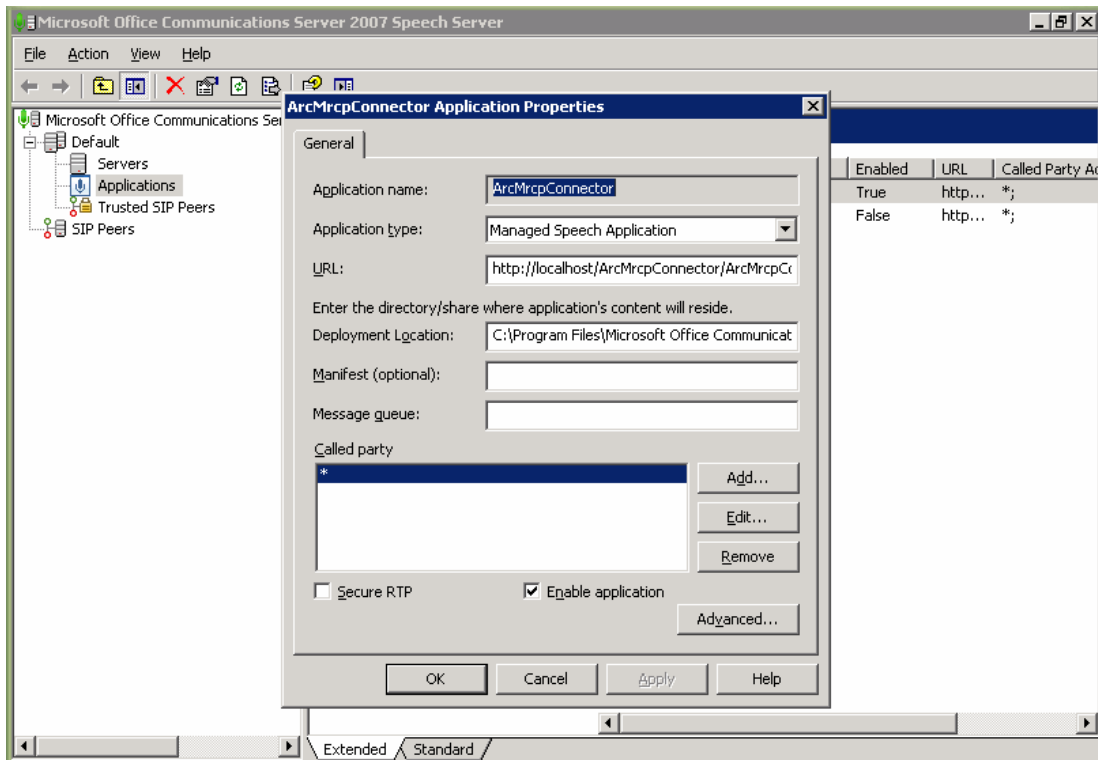 Microsoft Office Communications Server 2007 Speech Server
File Action View Help
ArcMrcpConnector Application Properties
Microsoft Office Communications Se
Default
Servers
Applications
Trusted SIP Peers
SIP Peers
General
Application name: ArcMrcpConnector
Application type: Managed Speech Application
URL: http://localhost/ArcMrcpConnector/ArcMrcpCo
Enter the directory/share where application's content will reside.
Deployment Location: C:\Program Files\Microsoft Office Communicat
Manifest (optional):
Message queue:
Called party
*
Add...
Edit...
Remove
Secure RTP Enable application
Advanced...
OK Cancel Apply Help
Enabled URL Called Party Ad
True http... *;
False http... *;
Extended Standard